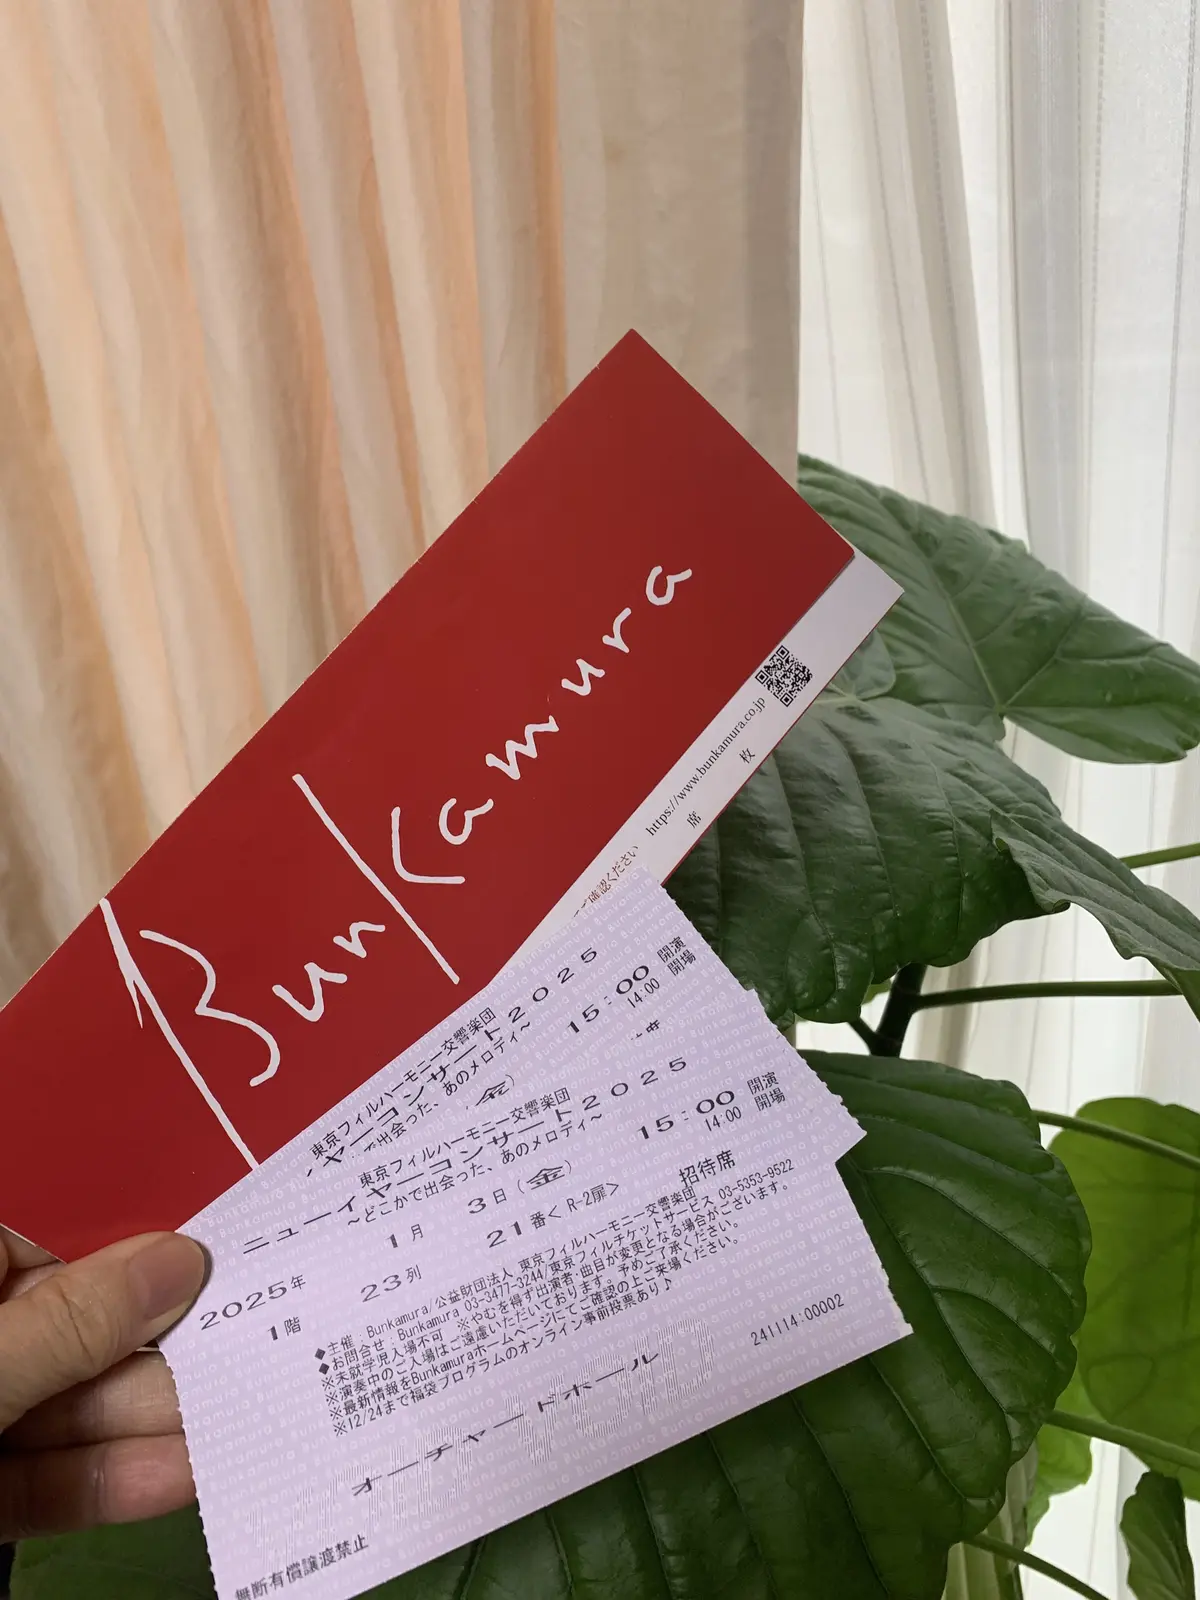 Bunkamura
https://www.bunkamura.co.jp
席 枚
確認ください
東京フィルハーモニー交響楽団
ニューイヤーコンサート2025
で出会った、あのメロディ~
(金)
15:00 開演
14:00 開場
東京フィルハーモニー交響楽団
ニューイヤーコンサート2025
~どこかで出会った、あのメロディ~
2025年 1月 3日(金) 15:00 開演
14:00 開場
1階 23列 21番<R-2扉> 招待席
◆主催:Bunkamura/公益財団法人 東京フィルハーモニー交響楽団
◆お問合せ:Bunkamura 03-3477-3244/東京フィルチケットサービス 03-5353-9522
※未就学児入場不可 ※やむを得ず出演者・曲目が変更となる場合がございます。
※演奏中のご入場はご遠慮いただいております。予めご了承ください。
※最新情報をBunkamuraホームページにてご確認の上ご来場ください。
※12/24まで福袋プログラムのオンライン事前投票あり♪
オーチャードホール
241114:00002
無断有償譲渡禁止